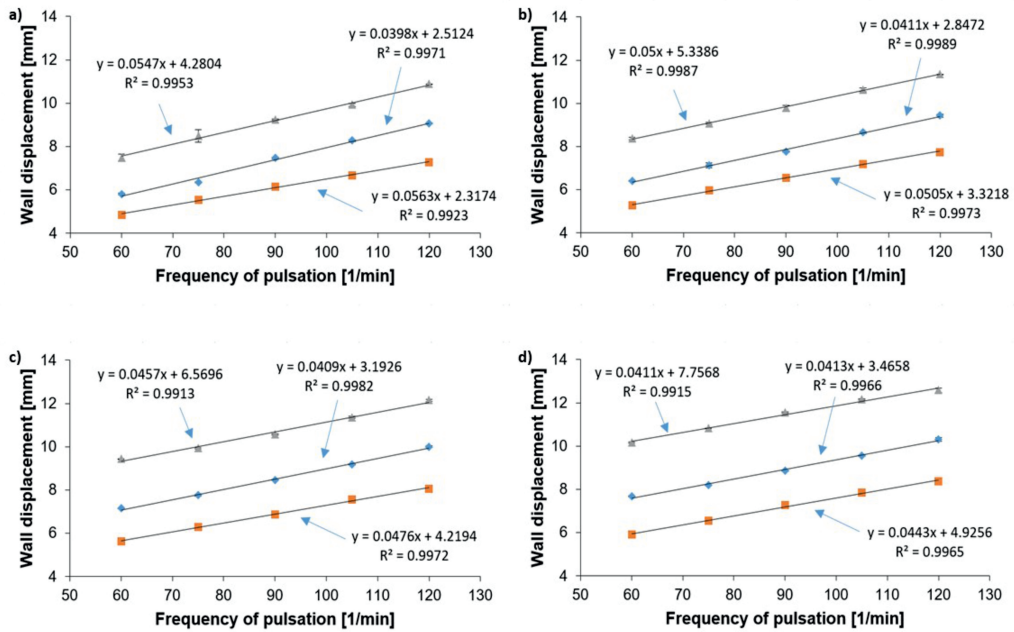 a)
Wall displacement [mm]
14
12
10
8
6
4
y = 0.0547x + 4.2804
R² = 0.9953
y = 0.0398x + 2.5124
R² = 0.9971
y = 0.0563x + 2.3174
R² = 0.9923
50 60 70 80 90 100 110 120 130
Frequency of pulsation [1/min]
b)
Wall displacement [mm]
14
12
10
8
6
4
y = 0.05x + 5.3386
R² = 0.9987
y = 0.0411x + 2.8472
R² = 0.9989
y = 0.0505x + 3.3218
R² = 0.9973
50 60 70 80 90 100 110 120 130
Frequency of pulsation [1/min]
c)
Wall displacement [mm]
14
12
10
8
6
4
y = 0.0457x + 6.5696
R² = 0.9913
y = 0.0409x + 3.1926
R² = 0.9982
y = 0.0476x + 4.2194
R² = 0.9972
50 60 70 80 90 100 110 120 130
Frequency of pulsation [1/min]
d)
Wall displacement [mm]
14
12
10
8
6
4
y = 0.0411x + 7.7568
R² = 0.9915
y = 0.0413x + 3.4658
R² = 0.9966
y = 0.0443x + 4.9256
R² = 0.9965
50 60 70 80 90 100 110 120 130
Frequency of pulsation [1/min]